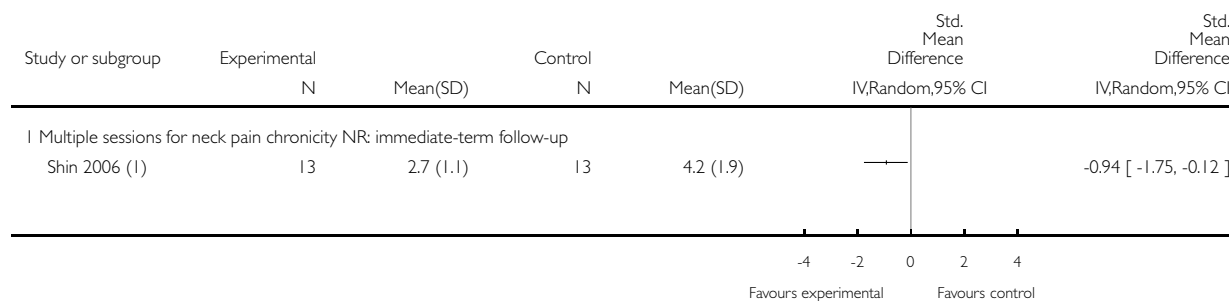 Std. Mean Difference Std. Mean Difference
Study or subgroup Experimental Control
N Mean(SD) N Mean(SD) IV,Random,95% CI IV,Random,95% CI
1 Multiple sessions for neck pain chronicity NR: immediate-term follow-up
Shin 2006 (1) 13 2.7 (1.1) 13 4.2 (1.9) -0.94 [ -1.75, -0.12 ]
-4 -2 0 2 4
Favours experimental Favours control